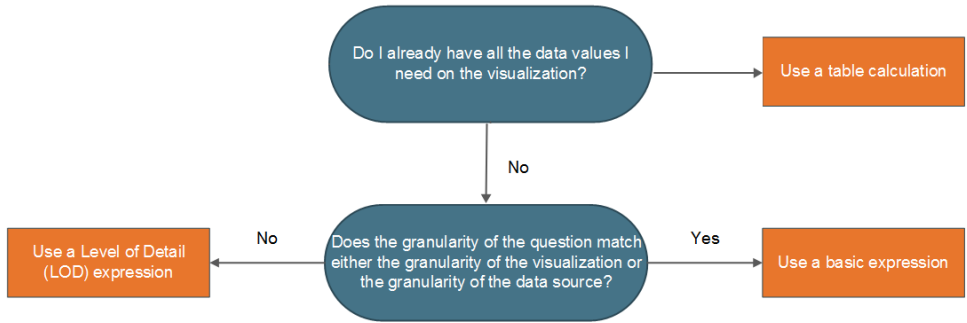 Do I already have all the data values I
need on the visualization?
Use a table calculation
No
Does the granularity of the question match
either the granularity of the visualization or
the granularity of the data source?
No
Use a Level of Detail
(LOD) expression
Yes
Use a basic expression